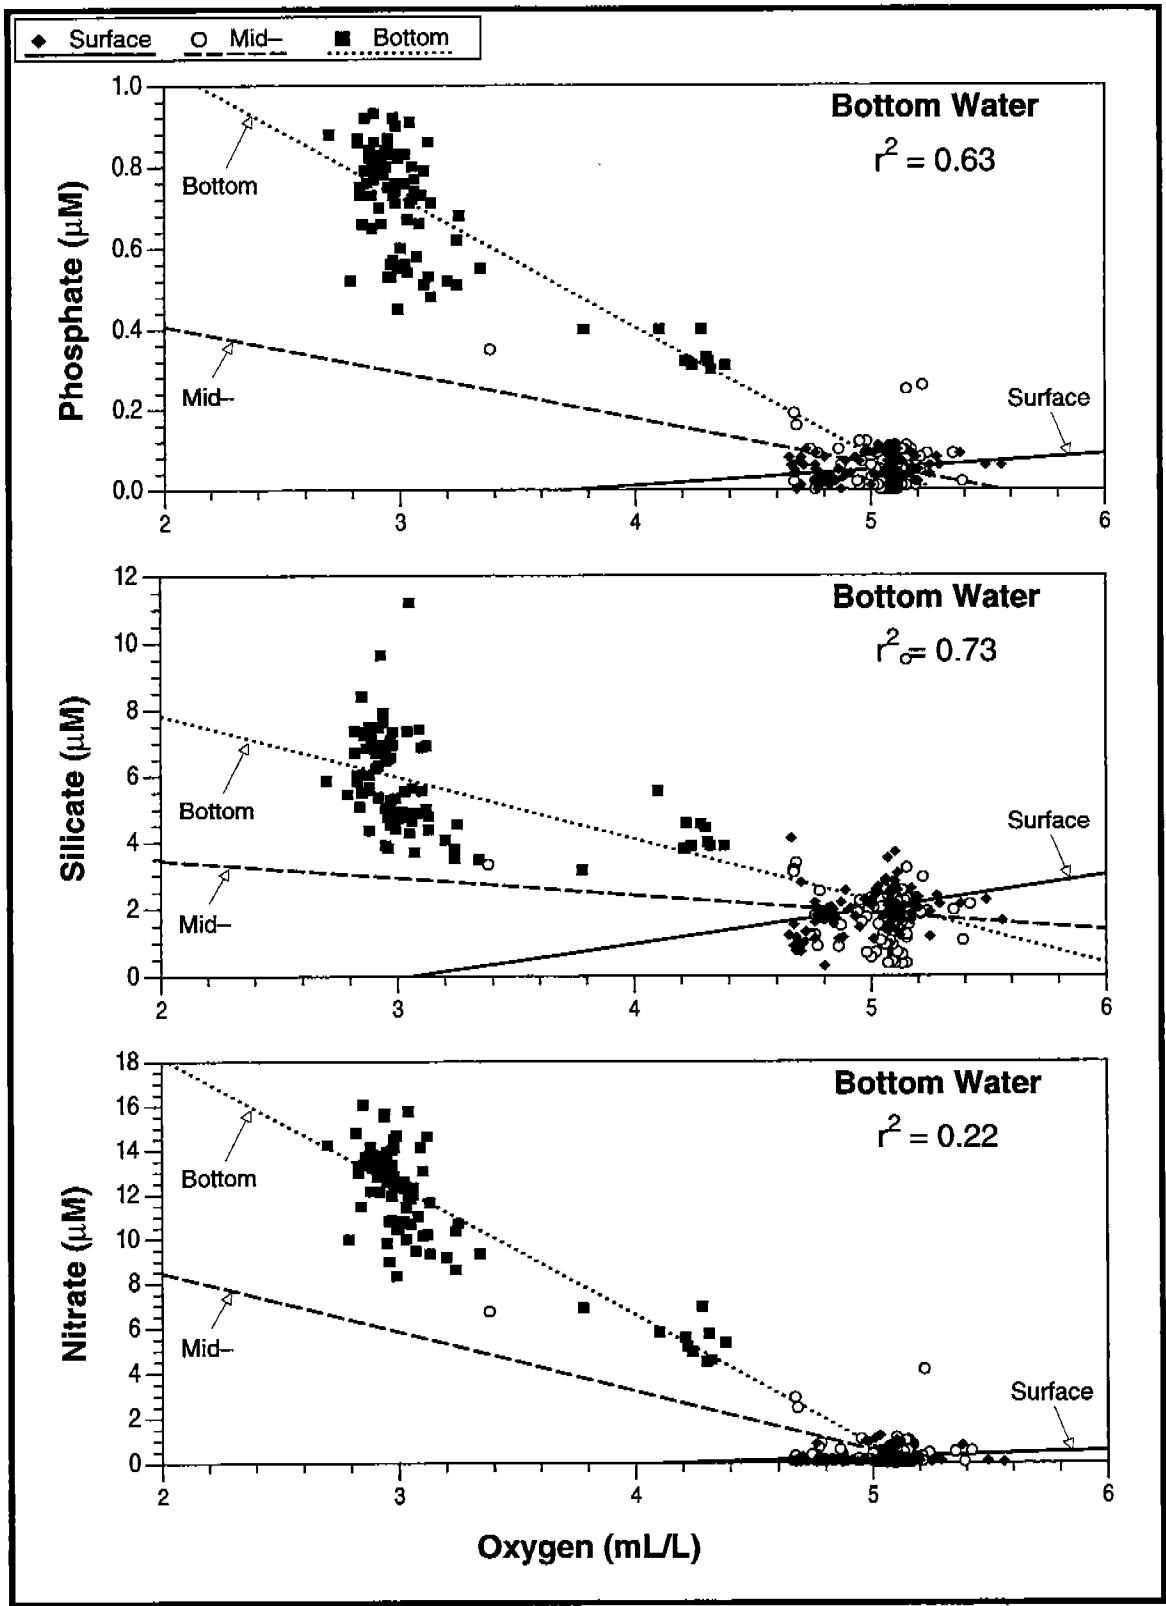 Surface Mid– Bottom
Bottom Water
r2 = 0.63
Phosphate (μM)
1.0
0.8
0.6
0.4
0.2
0.0
Bottom
Mid–
Surface
2 3 4 5 6
Bottom Water
r2 = 0.73
Silicate (μM)
12
10
8
6
4
2
0
Bottom
Mid–
Surface
2 3 4 5 6
Bottom Water
r2 = 0.22
Nitrate (μM)
18
16
14
12
10
8
6
4
2
0
Bottom
Mid–
Surface
2 3 4 5 6
Oxygen (mL/L)